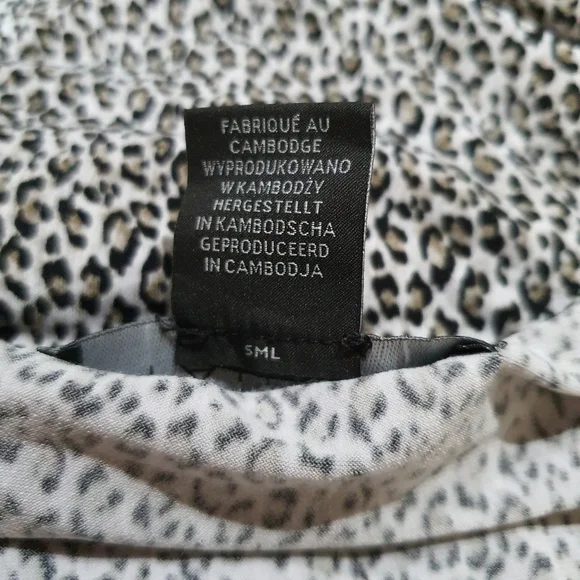 FABRIQUÉ AU
CAMBODGE
WYPRODUKOWANO
W KAMBODŻY
HERGESTELLT
IN KAMBODSCHA
GEPRODUCEERD
IN CAMBODJA
SML